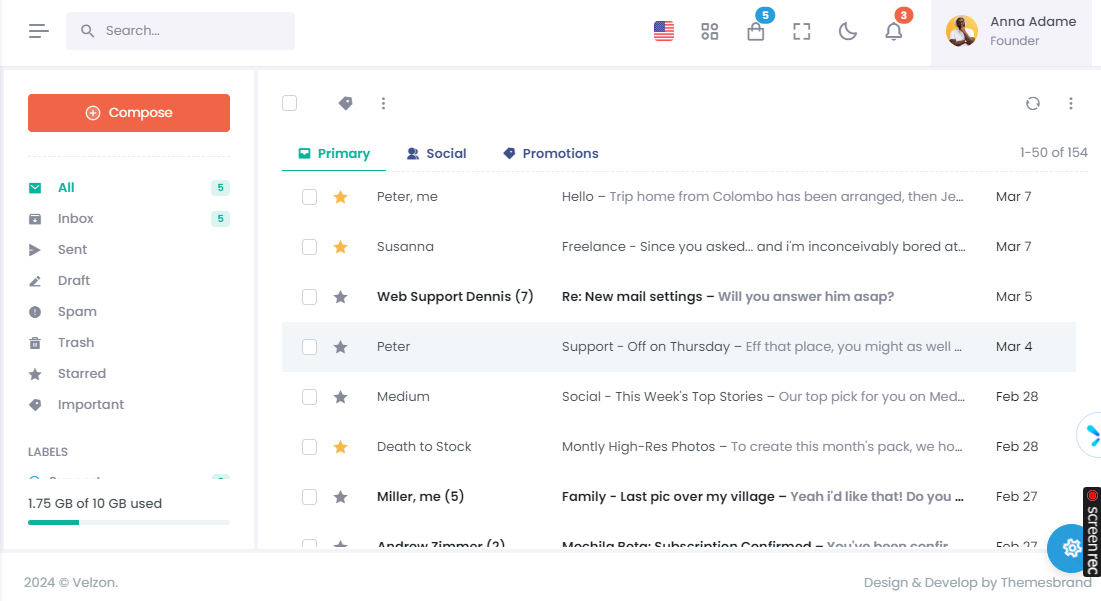 Search...
5
3
Anna Adame
Founder
Compose
All 5
Inbox 5
Sent
Draft
Spam
Trash
Starred
Important
LABELS
1.75 GB of 10 GB used
Primary Social Promotions 1-50 of 154
Peter, me Hello – Trip home from Colombo has been arranged, then Je... Mar 7
Susanna Freelance - Since you asked... and i'm inconceivably bored at... Mar 7
Web Support Dennis (7) Re: New mail settings – Will you answer him asap? Mar 5
Peter Support - Off on Thursday – Eff that place, you might as well ... Mar 4
Medium Social - This Week's Top Stories – Our top pick for you on Med... Feb 28
Death to Stock Montly High-Res Photos – To create this month's pack, we ho... Feb 28
Miller, me (5) Family - Last pic over my village – Yeah i'd like that! Do you ... Feb 27
Andrew Zimmer (2) Mochila Beta: Subscription Confirmed – You've been confir... Feb 27
screenrec
2024 © Velzon. Design & Develop by Themesbrand